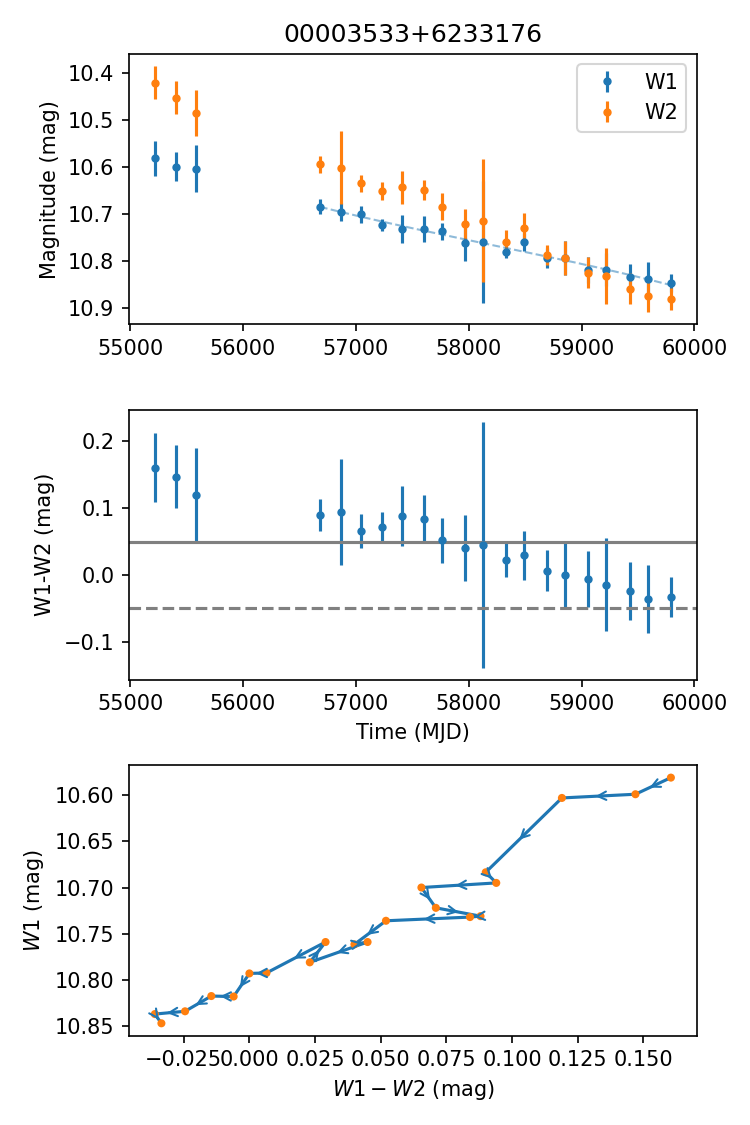 00003533+6233176
Magnitude (mag)
10.4
10.5
10.6
10.7
10.8
10.9
W1
W2
55000 56000 57000 58000 59000 60000
W1-W2 (mag)
0.2
0.1
0.0
−0.1
55000 56000 57000 58000 59000 60000
Time (MJD)
W1 (mag)
10.60
10.65
10.70
10.75
10.80
10.85
−0.025 0.000 0.025 0.050 0.075 0.100 0.125 0.150
W1 − W2 (mag)